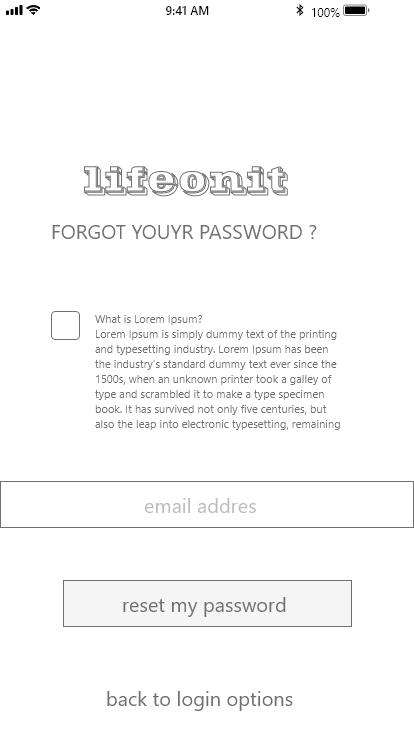 9:41 AM
100%
lifeonit
FORGOT YOUYR PASSWORD ?
What is Lorem Ipsum?
Lorem Ipsum is simply dummy text of the printing
and typesetting industry. Lorem Ipsum has been
the industry's standard dummy text ever since the
1500s, when an unknown printer took a galley of
type and scrambled it to make a type specimen
book. It has survived not only five centuries, but
also the leap into electronic typesetting, remaining
email addres
reset my password
back to login options